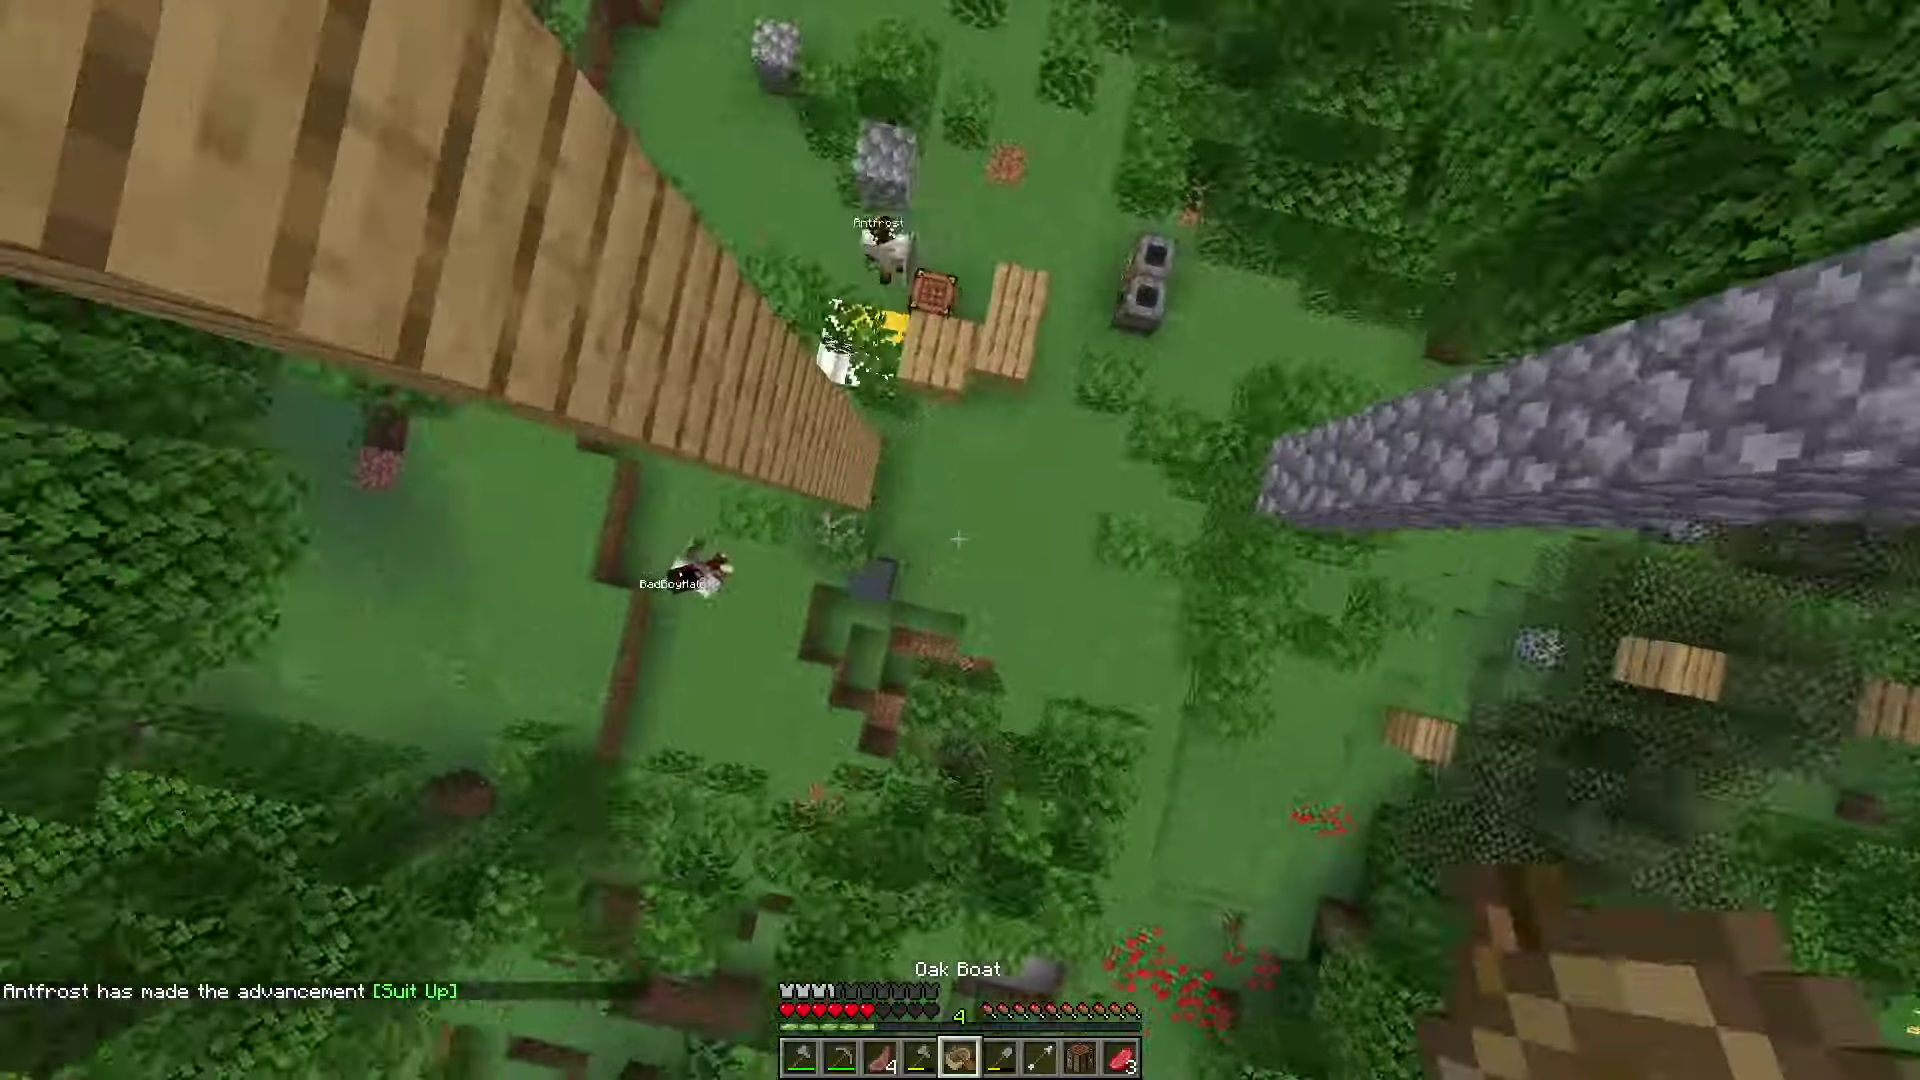 Antfrost
BadBoyHalo
Oak Boat
Antfrost has made the advancement [Suit Up]
4
4
3